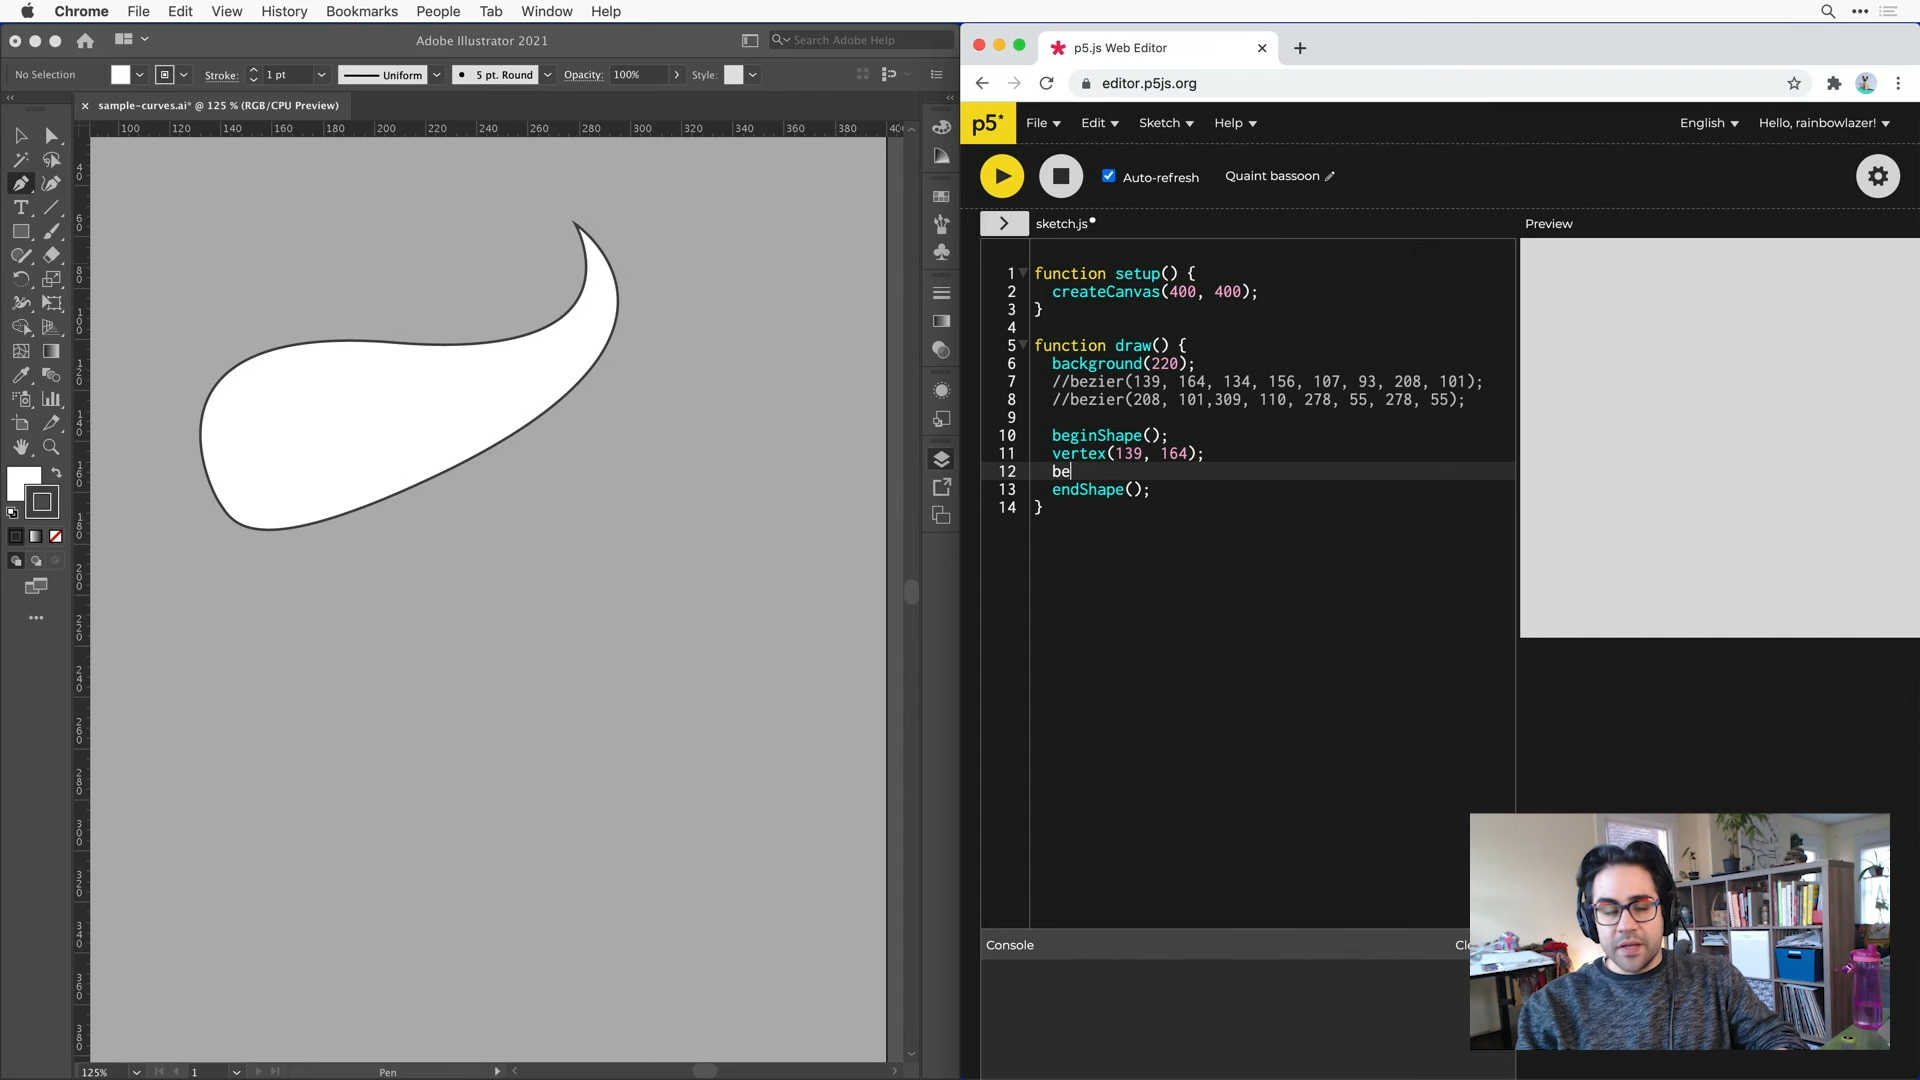 Chrome File Edit View History Bookmarks People Tab Window Help
Adobe Illustrator 2021
Search Adobe Help
No Selection
Stroke:
1 pt
Uniform
5 pt. Round
Opacity:
100%
Style:
sample-curves.ai* @ 125 % (RGB/CPU Preview)
100 120 140 160 180 200 220 240 260 280 300 320 340 360 380
125%
1
Pen
p5.js Web Editor
editor.p5js.org
p5*
File Edit Sketch Help
English
Hello, rainbowlazer!
Auto-refresh
Quaint bassoon
sketch.js
Preview
1 function setup() {
2 createCanvas(400, 400);
3 }
4
5 function draw() {
6 background(220);
7 //bezier(139, 164, 134, 156, 107, 93, 208, 101);
8 //bezier(208, 101,309, 110, 278, 55, 278, 55);
9
10 beginShape();
11 vertex(139, 164);
12 be
13 endShape();
14 }
Console